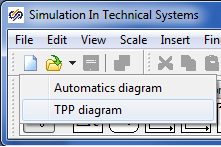 Simulation In Technical Systems
File Edit View Scale Insert
Automatics diagram
TPP diagram